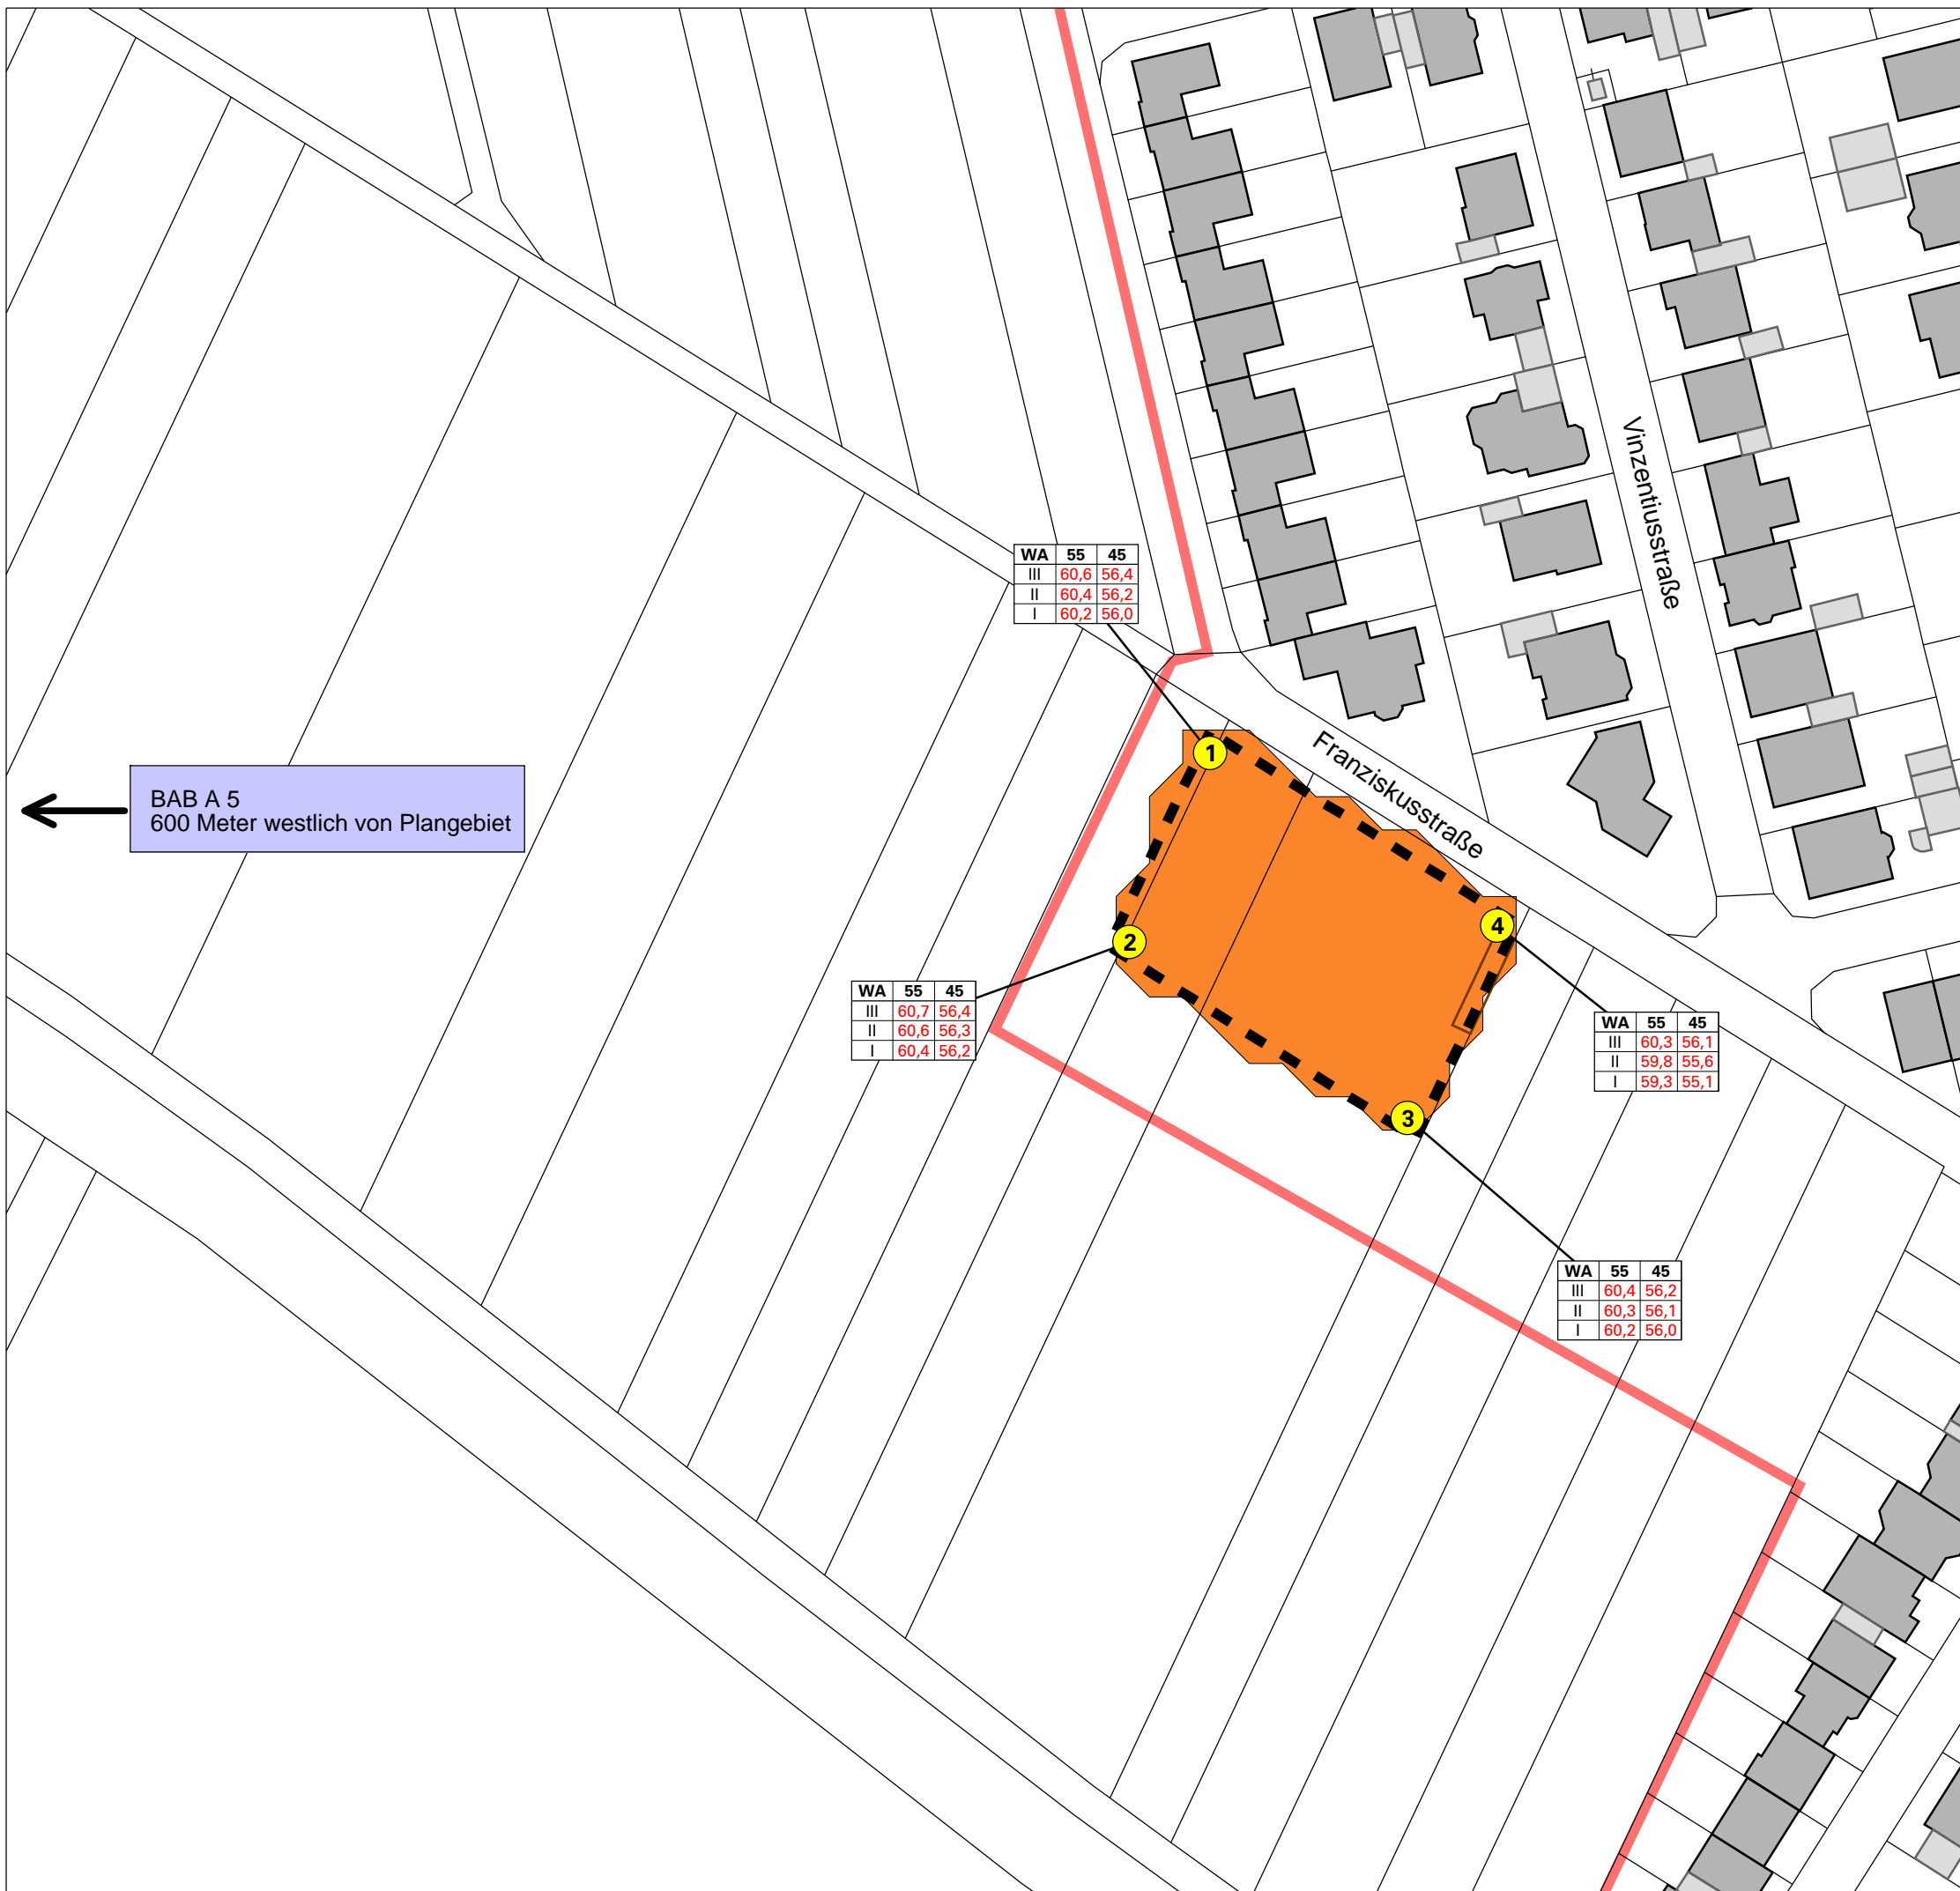 Vinzentiusstraße
WA 55 45
III 60,6 56,4
II 60,4 56,2
I 60,2 56,0
Franziskusstraße
1
BAB A 5
600 Meter westlich von Plangebiet
4
2
WA 55 45
III 60,7 56,4
II 60,6 56,3
I 60,4 56,2
WA 55 45
III 60,3 56,1
II 59,8 55,6
I 59,3 55,1
3
WA 55 45
III 60,4 56,2
II 60,3 56,1
I 60,2 56,0